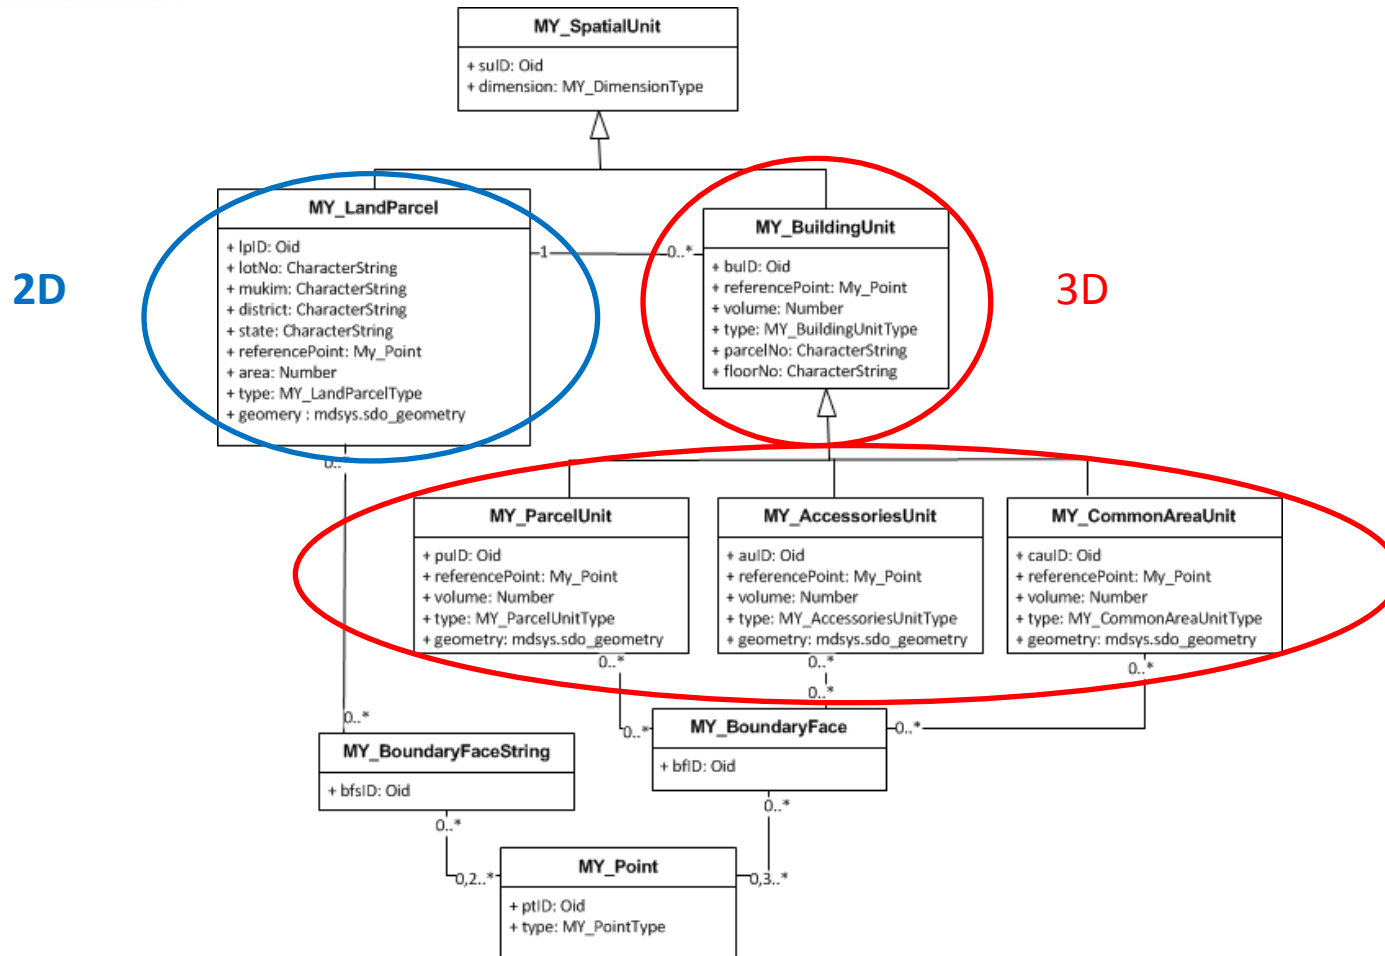 MY_SpatialUnit
+ suID: Oid
+ dimension: MY_DimensionType
2D
MY_LandParcel
+ lpID: Oid
+ lotNo: CharacterString
+ mukim: CharacterString
+ district: CharacterString
+ state: CharacterString
+ referencePoint: My_Point
+ area: Number
+ type: MY_LandParcelType
+ geomery : mdsys.sdo_geometry
1
0..*
MY_BuildingUnit
+ buID: Oid
+ referencePoint: My_Point
+ volume: Number
+ type: MY_BuildingUnitType
+ parcelNo: CharacterString
+ floorNo: CharacterString
3D
0..*
MY_ParcelUnit
+ puID: Oid
+ referencePoint: My_Point
+ volume: Number
+ type: MY_ParcelUnitType
+ geometry: mdsys.sdo_geometry
0..*
MY_AccessoriesUnit
+ auID: Oid
+ referencePoint: My_Point
+ volume: Number
+ type: MY_AccessoriesUnitType
+ geometry: mdsys.sdo_geometry
0..*
MY_CommonAreaUnit
+ cauID: Oid
+ referencePoint: My_Point
+ volume: Number
+ type: MY_CommonAreaUnitType
+ geometry: mdsys.sdo_geometry
0..*
0..*
0..*
0..*
0..*
MY_BoundaryFaceString
+ bfsID: Oid
0..*
MY_BoundaryFace
+ bfID: Oid
0..*
0,2..*
0,3..*
MY_Point
+ ptID: Oid
+ type: MY_PointType